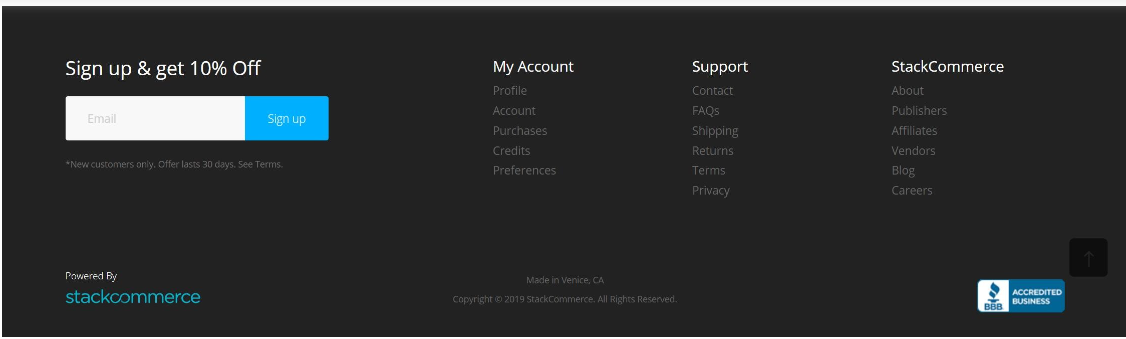 Sign up & get 10% Off
Email
Sign up
*New customers only. Offer lasts 30 days. See Terms.
My Account
Profile
Account
Purchases
Credits
Preferences
Support
Contact
FAQs
Shipping
Returns
Terms
Privacy
StackCommerce
About
Publishers
Affiliates
Vendors
Blog
Careers
Powered By
stackcommerce
Made in Venice, CA
Copyright © 2019 StackCommerce. All Rights Reserved.
BBB
ACCREDITED
BUSINESS